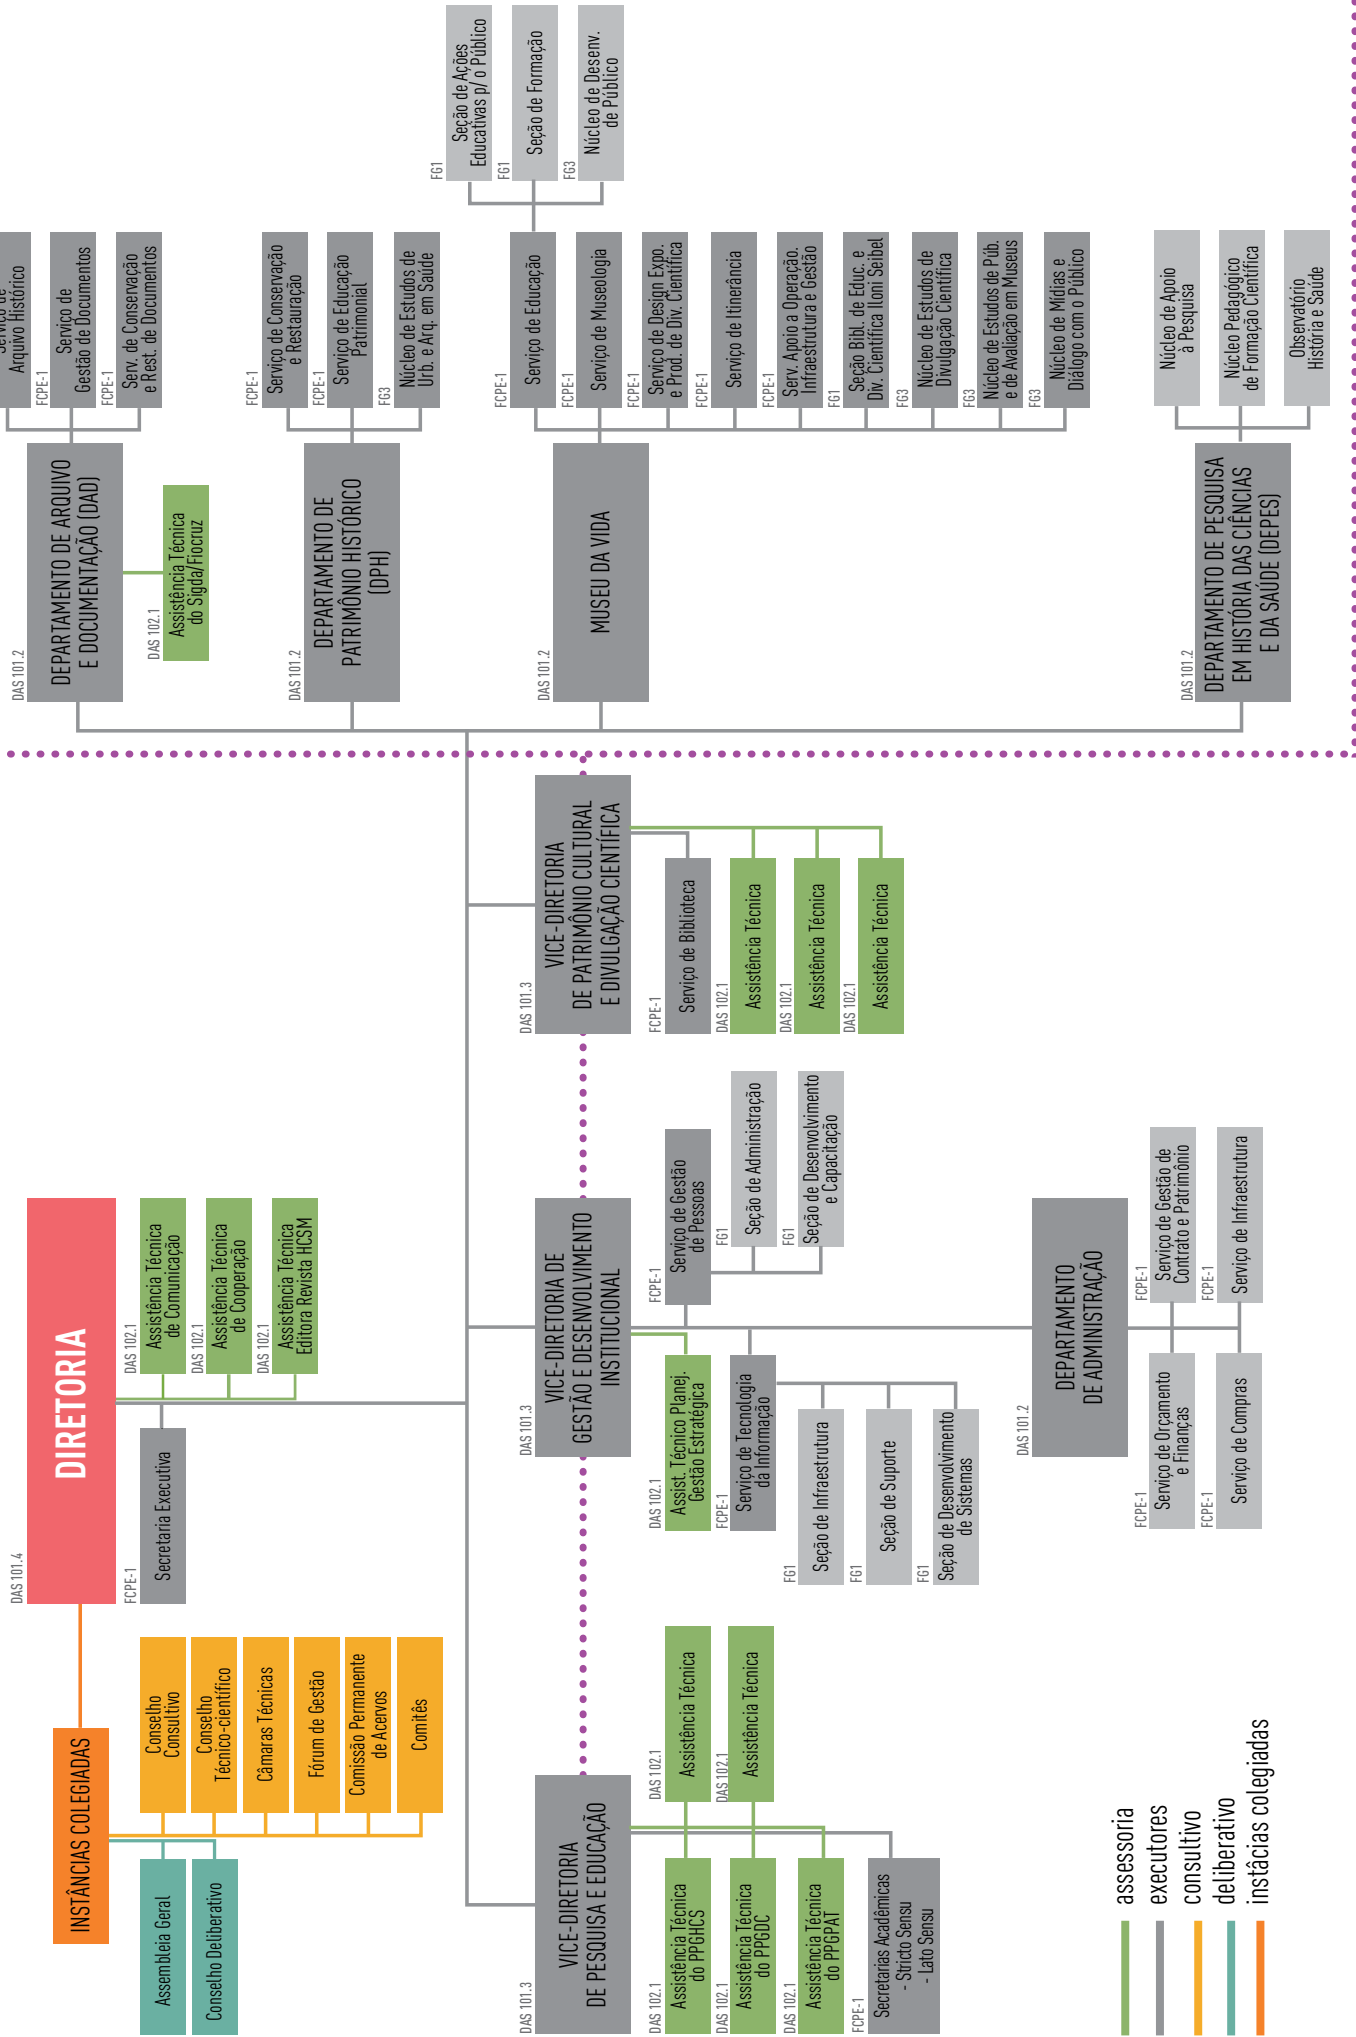 DAS 101.4
DIRETORIA
INSTÂNCIAS COLEGIADAS
Assembleia Geral
Conselho Deliberativo
Conselho
Consultivo
Conselho
Técnico-científico
Câmaras Técnicas
Fórum de Gestão
Comissão Permanente
de Acervos
Comitês
FCPE-1
Secretaria Executiva
DAS 102.1
Assistência Técnica
de Comunicação
DAS 102.1
Assistência Técnica
de Cooperação
DAS 102.1
Assistência Técnica
Editora Revista HCSM
DAS 101.3
VICE-DIRETORIA
DE PESQUISA E EDUCAÇÃO
DAS 102.1
Assistência Técnica
do PPGHCS
DAS 102.1
Assistência Técnica
do PPGDC
DAS 102.1
Assistência Técnica
do PPGPAT
FCPE-1
Secretarias Acadêmicas
- Stricto Sensu
- Lato Sensu
DAS 102.1
Assistência Técnica
DAS 102.1
Assistência Técnica
DAS 101.3
VICE-DIRETORIA DE
GESTÃO E DESENVOLVIMENTO
INSTITUCIONAL
DAS 102.1
Assist. Técnico Planej.
Gestão Estratégica
FCPE-1
Serviço de Tecnologia
da Informação
FG1
Seção de Infraestrutura
FG1
Seção de Suporte
FG1
Seção de Desenvolvimento
de Sistemas
FCPE-1
Serviço de Gestão
de Pessoas
FG1
Seção de Administração
FG1
Seção de Desenvolvimento
e Capacitação
DAS 101.2
DEPARTAMENTO
DE ADMINISTRAÇÃO
FCPE-1
Serviço de Orçamento
e Finanças
FCPE-1
Serviço de Compras
FCPE-1
Serviço de Gestão de
Contrato e Patrimônio
FCPE-1
Serviço de Infraestrutura
DAS 101.3
VICE-DIRETORIA
DE PATRIMÔNIO CULTURAL
E DIVULGAÇÃO CIENTÍFICA
FCPE-1
Serviço de Biblioteca
DAS 102.1
Assistência Técnica
DAS 102.1
Assistência Técnica
DAS 102.1
Assistência Técnica
DAS 101.2
DEPARTAMENTO DE ARQUIVO
E DOCUMENTAÇÃO (DAD)
DAS 102.1
Assistência Técnica
do Sigda/Fiocruz
Serviço de
Arquivo Histórico
FCPE-1
Serviço de
Gestão de Documentos
FCPE-1
Serv. de Conservação
e Rest. de Documentos
DAS 101.2
DEPARTAMENTO DE
PATRIMÔNIO HISTÓRICO
(DPH)
FCPE-1
Serviço de Conservação
e Restauração
FCPE-1
Serviço de Educação
Patrimonial
FG3
Núcleo de Estudos de
Urb. e Arq. em Saúde
DAS 101.2
MUSEU DA VIDA
FCPE-1
Serviço de Educação
FCPE-1
Serviço de Museologia
FCPE-1
Serviço de Design Expo.
e Prod. de Div. Científica
FCPE-1
Serviço de Itinerância
FCPE-1
Serv. Apoio a Operação.
Infraestrutura e Gestão
FG1
Seção Bibl. de Educ. e
Div. Científica Iloni Seibel
FG3
Núcleo de Estudos de
Divulgação Científica
FG3
Núcleo de Estudos de Púb.
e de Avaliação em Museus
FG3
Núcleo de Mídias e
Diálogo com o Público
FG1
Seção de Ações
Educativas p/ o Público
FG1
Seção de Formação
FG3
Núcleo de Desenv.
de Público
DAS 101.2
DEPARTAMENTO DE PESQUISA
EM HISTÓRIA DAS CIÊNCIAS
E DA SAÚDE (DEPES)
Núcleo de Apoio
à Pesquisa
Núcleo Pedagógico
de Formação Científica
Observatório
História e Saúde
assessoria
executores
consultivo
deliberativo
instâcias colegiadas